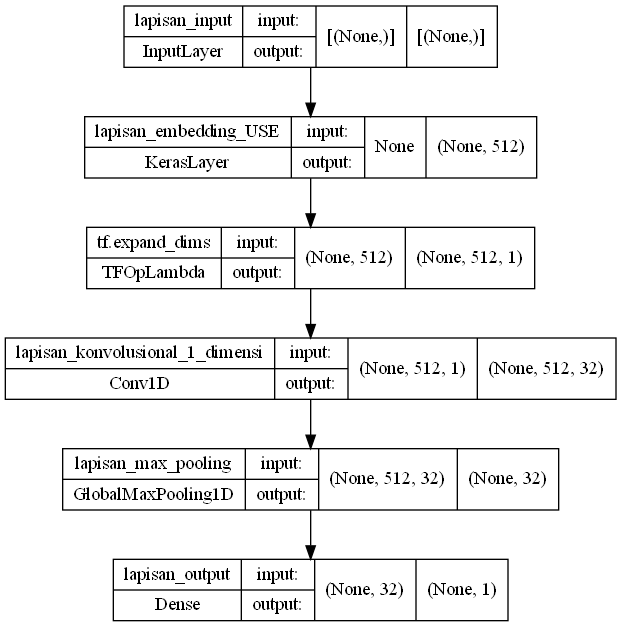 lapisan_input input: [(None,)] [(None,)]
InputLayer output:
lapisan_embedding_USE input: None (None, 512)
KerasLayer output:
tf.expand_dims input: (None, 512) (None, 512, 1)
TFOpLambda output:
lapisan_konvolusional_1_dimensi input: (None, 512, 1) (None, 512, 32)
Conv1D output:
lapisan_max_pooling input: (None, 512, 32) (None, 32)
GlobalMaxPooling1D output:
lapisan_output input: (None, 32) (None, 1)
Dense output: